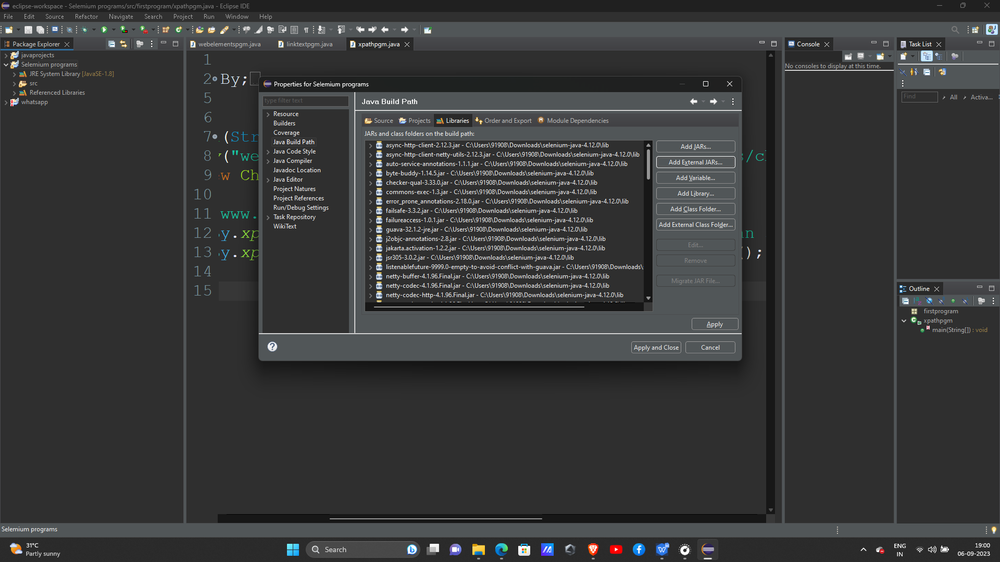 eclipse-workspace - Selemium programs/src/firstprogram/xpathpgm.java - Eclipse IDE
File Edit Source Refactor Navigate Search Project Run Window Help
Package Explorer
javaprojects
Selemium programs
JRE System Library [JavaSE-1.8]
src
Referenced Libraries
whatsapp
webelementspgm.java linktextpgm.java xpathpgm.java
1
2 By;
5
6
7 (Str
8 ("we
9 w Ch
10
11 www.
12 y.xp
13 y.xp );
14
15
Properties for Selemium programs
type filter text
Resource
Builders
Coverage
Java Build Path
Java Code Style
Java Compiler
Javadoc Location
Java Editor
Project Natures
Project References
Run/Debug Settings
Task Repository
WikiText
Java Build Path
Source Projects Libraries Order and Export Module Dependencies
JARs and class folders on the build path:
async-http-client-2.12.3.jar - C:\Users\91908\Downloads\selenium-java-4.12.0\lib
async-http-client-netty-utils-2.12.3.jar - C:\Users\91908\Downloads\selenium-java-4.12.0\lib
auto-service-annotations-1.1.1.jar - C:\Users\91908\Downloads\selenium-java-4.12.0\lib
byte-buddy-1.14.5.jar - C:\Users\91908\Downloads\selenium-java-4.12.0\lib
checker-qual-3.33.0.jar - C:\Users\91908\Downloads\selenium-java-4.12.0\lib
commons-exec-1.3.jar - C:\Users\91908\Downloads\selenium-java-4.12.0\lib
error_prone_annotations-2.18.0.jar - C:\Users\91908\Downloads\selenium-java-4.12.0\lib
failsafe-3.3.2.jar - C:\Users\91908\Downloads\selenium-java-4.12.0\lib
failureaccess-1.0.1.jar - C:\Users\91908\Downloads\selenium-java-4.12.0\lib
guava-32.1.2-jre.jar - C:\Users\91908\Downloads\selenium-java-4.12.0\lib
j2objc-annotations-2.8.jar - C:\Users\91908\Downloads\selenium-java-4.12.0\lib
jakarta.activation-1.2.2.jar - C:\Users\91908\Downloads\selenium-java-4.12.0\lib
jsr305-3.0.2.jar - C:\Users\91908\Downloads\selenium-java-4.12.0\lib
listenablefuture-9999.0-empty-to-avoid-conflict-with-guava.jar - C:\Users\91908\Downloads\
netty-buffer-4.1.96.Final.jar - C:\Users\91908\Downloads\selenium-java-4.12.0\lib
netty-codec-4.1.96.Final.jar - C:\Users\91908\Downloads\selenium-java-4.12.0\lib
netty-codec-http-4.1.96.Final.jar - C:\Users\91908\Downloads\selenium-java-4.12.0\lib
Add JARs...
Add External JARs...
Add Variable...
Add Library...
Add Class Folder...
Add External Class Folder...
Edit...
Remove
Migrate JAR File...
Apply
Apply and Close Cancel
Console
No consoles to display at this time.
Task List
Find All Activa...
Outline
firstprogram
xpathpgm
main(String[]) : void
Selemium programs
31°C
Partly sunny
Search
ENG
IN
19:00
06-09-2023